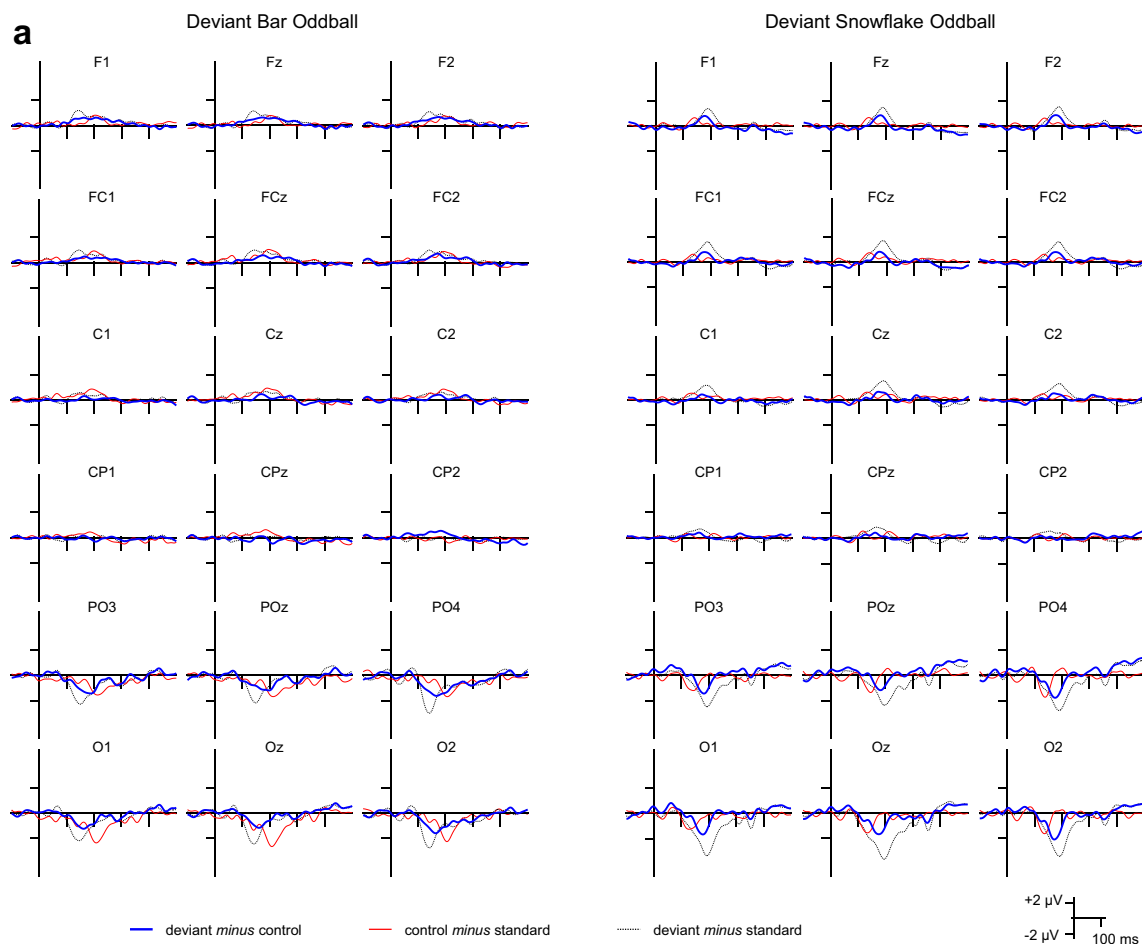 a
Deviant Bar Oddball
Deviant Snowflake Oddball
F1 Fz F2 F1 Fz F2
FC1 FCz FC2 FC1 FCz FC2
C1 Cz C2 C1 Cz C2
CP1 CPz CP2 CP1 CPz CP2
PO3 POz PO4 PO3 POz PO4
O1 Oz O2 O1 Oz O2
deviant minus control control minus standard deviant minus standard
+2 µV
-2 µV
100 ms